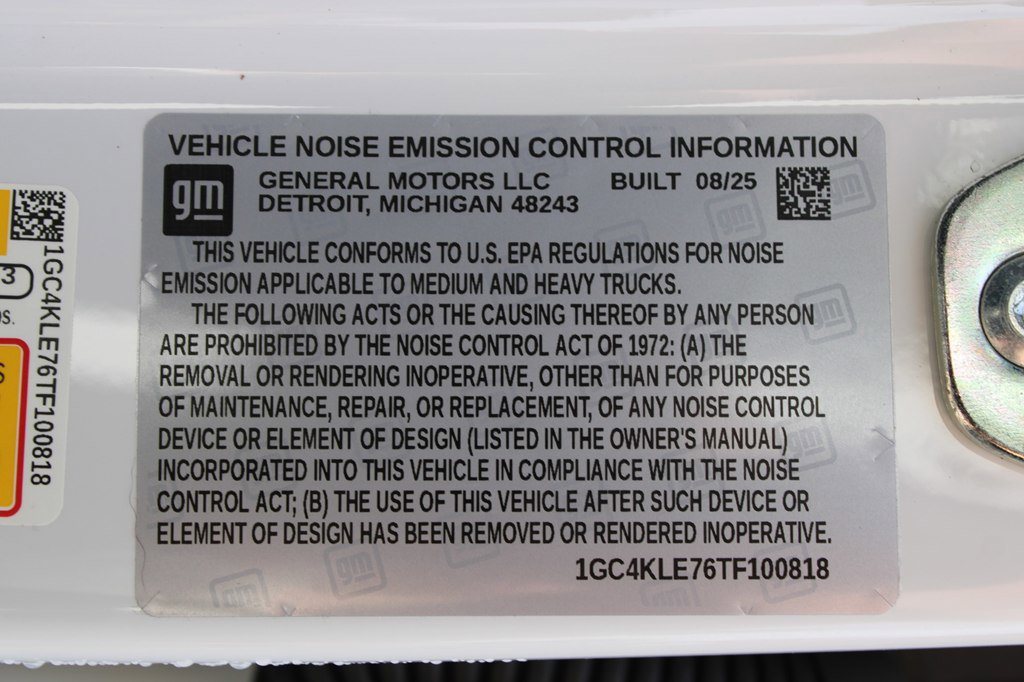 VEHICLE NOISE EMISSION CONTROL INFORMATION
gm
GENERAL MOTORS LLC BUILT 08/25
DETROIT, MICHIGAN 48243
THIS VEHICLE CONFORMS TO U.S. EPA REGULATIONS FOR NOISE
EMISSION APPLICABLE TO MEDIUM AND HEAVY TRUCKS.
THE FOLLOWING ACTS OR THE CAUSING THEREOF BY ANY PERSON
ARE PROHIBITED BY THE NOISE CONTROL ACT OF 1972: (A) THE
REMOVAL OR RENDERING INOPERATIVE, OTHER THAN FOR PURPOSES
OF MAINTENANCE, REPAIR, OR REPLACEMENT, OF ANY NOISE CONTROL
DEVICE OR ELEMENT OF DESIGN (LISTED IN THE OWNER'S MANUAL)
INCORPORATED INTO THIS VEHICLE IN COMPLIANCE WITH THE NOISE
CONTROL ACT; (B) THE USE OF THIS VEHICLE AFTER SUCH DEVICE OR
ELEMENT OF DESIGN HAS BEEN REMOVED OR RENDERED INOPERATIVE.
1GC4KLE76TF100818
1GC4KLE76TF100818
3